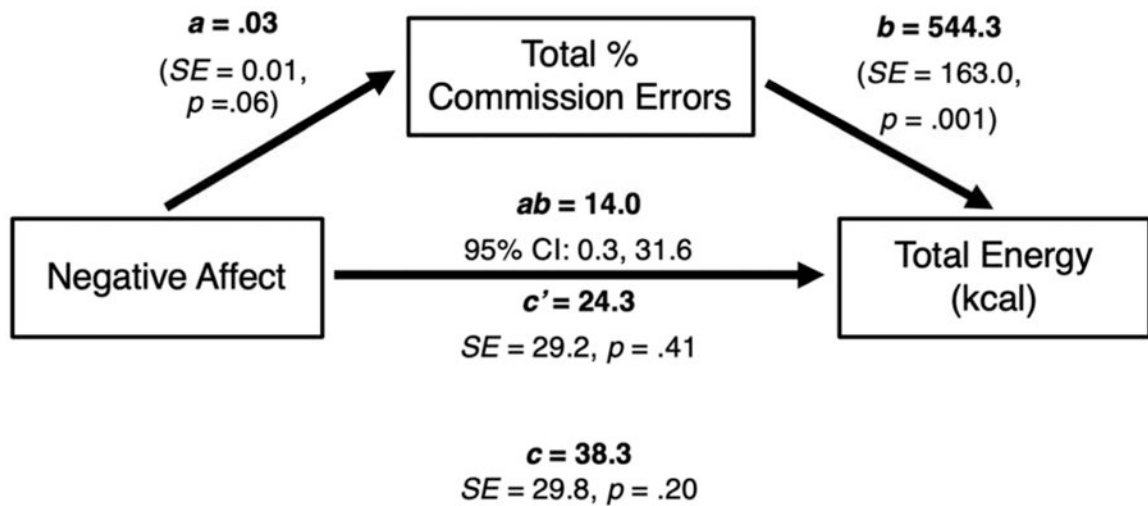 a = .03
(SE = 0.01,
p =.06)
Total %
Commission Errors
b = 544.3
(SE = 163.0,
p = .001)
Negative Affect
ab = 14.0
95% CI: 0.3, 31.6
c’ = 24.3
SE = 29.2, p = .41
Total Energy
(kcal)
c = 38.3
SE = 29.8, p = .20